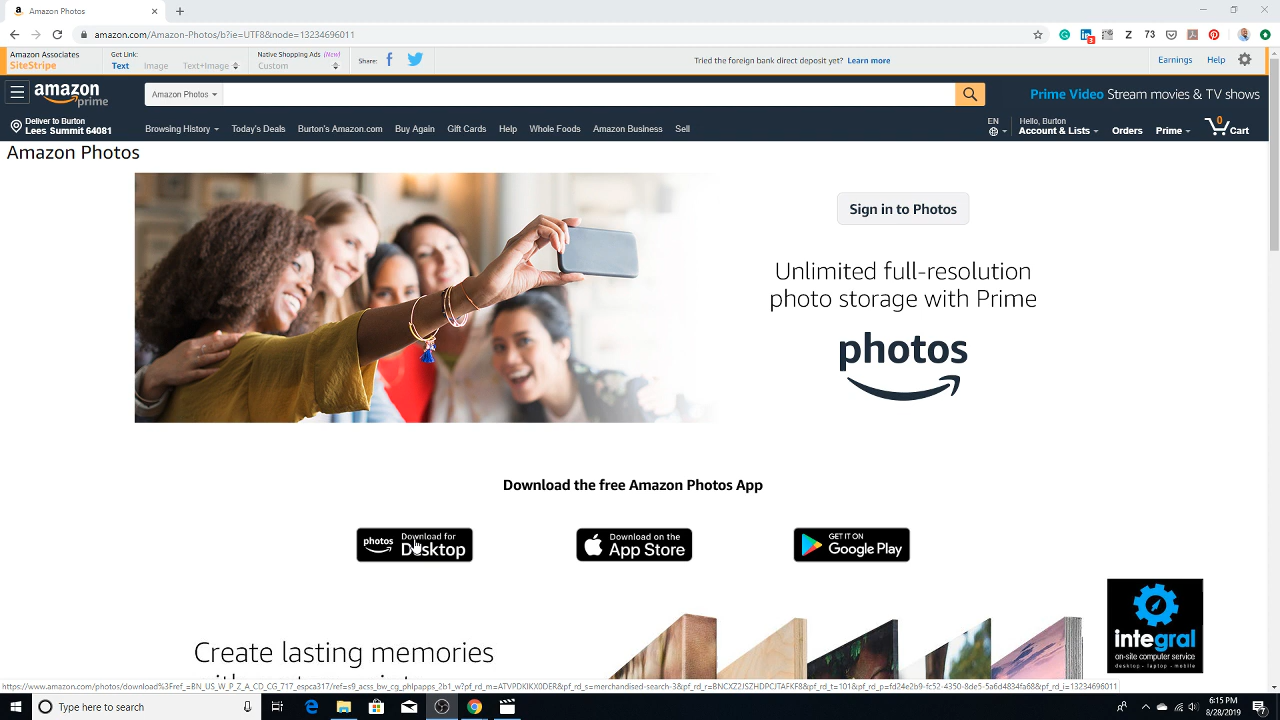 Amazon Photos
amazon.com/Amazon-Photos/b?ie=UTF8&node=13234696011
3
73
Amazon Associates
SiteStripe
Get Link:
Text Image Text+Image
Native Shopping Ads (New)
Custom
Share:
Tried the foreign bank direct deposit yet? Learn more
Earnings Help
amazon
prime
Amazon Photos
Prime Video Stream movies & TV shows
Deliver to Burton
Lees Summit 64081
Browsing History Today's Deals Burton's Amazon.com Buy Again Gift Cards Help Whole Foods Amazon Business Sell
EN
Hello, Burton
Account & Lists Orders Prime
0
Cart
Amazon Photos
Sign in to Photos
Unlimited full-resolution
photo storage with Prime
photos
Download the free Amazon Photos App
photos
Download for
Desktop
Download on the
App Store
GET IT ON
Google Play
Create lasting memories
integral
on-site computer service
desktop - laptop - mobile
Type here to search
6:15 PM
8/28/2019
7